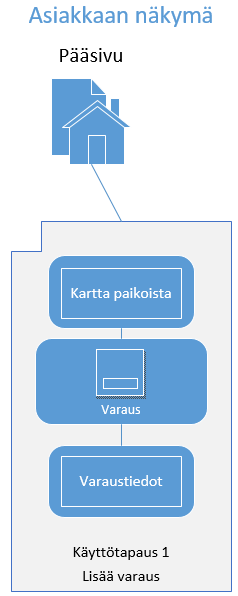 Asiakkaan näkymä
Pääsivu
Kartta paikoista
Varaus
Varaustiedot
Käyttötapaus 1
Lisää varaus